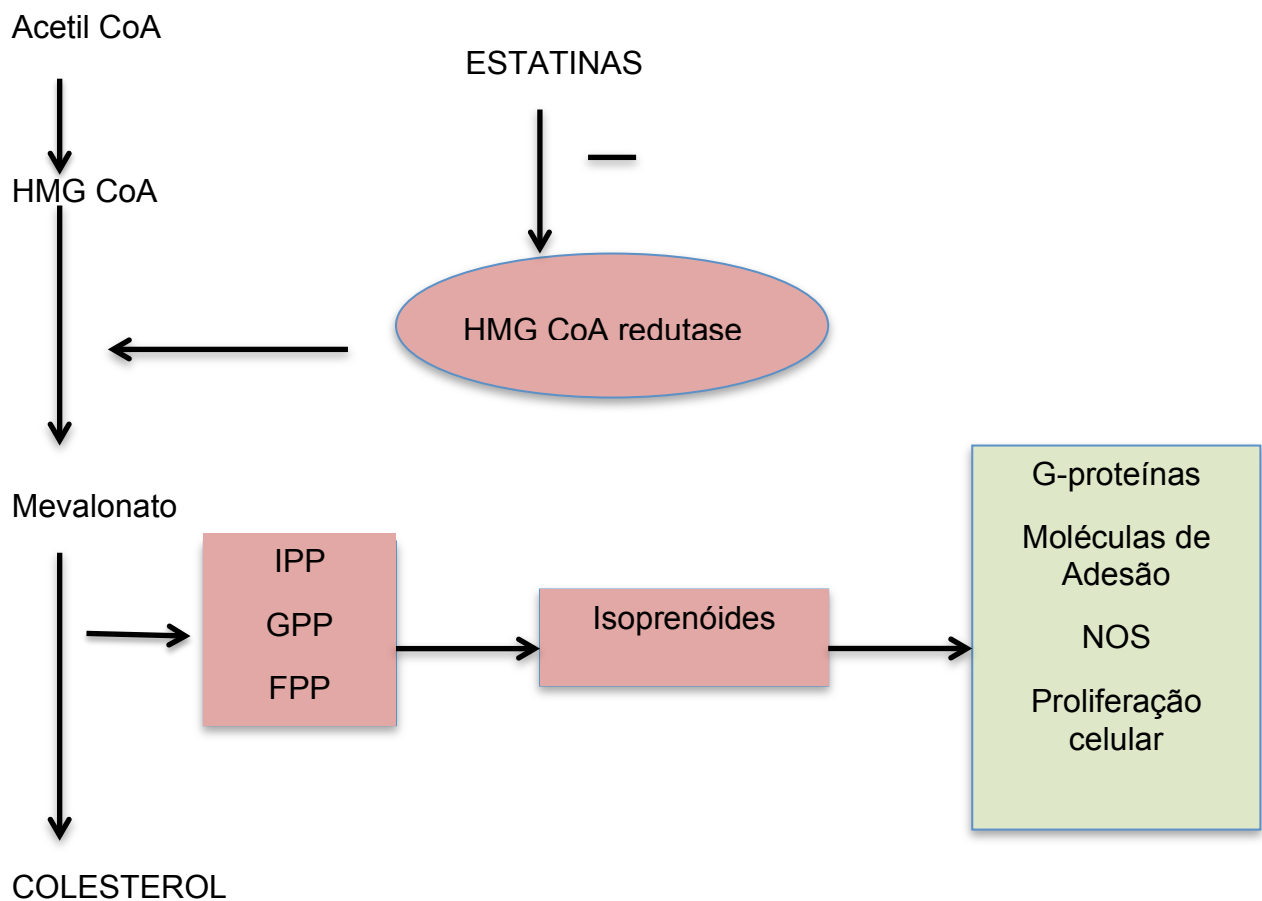 Acetil CoA
ESTATINAS
HMG CoA
HMG CoA redutase
Mevalonato
IPP
GPP
FPP
Isoprenóides
G-proteínas
Moléculas de
Adesão
NOS
Proliferação
celular
COLESTEROL